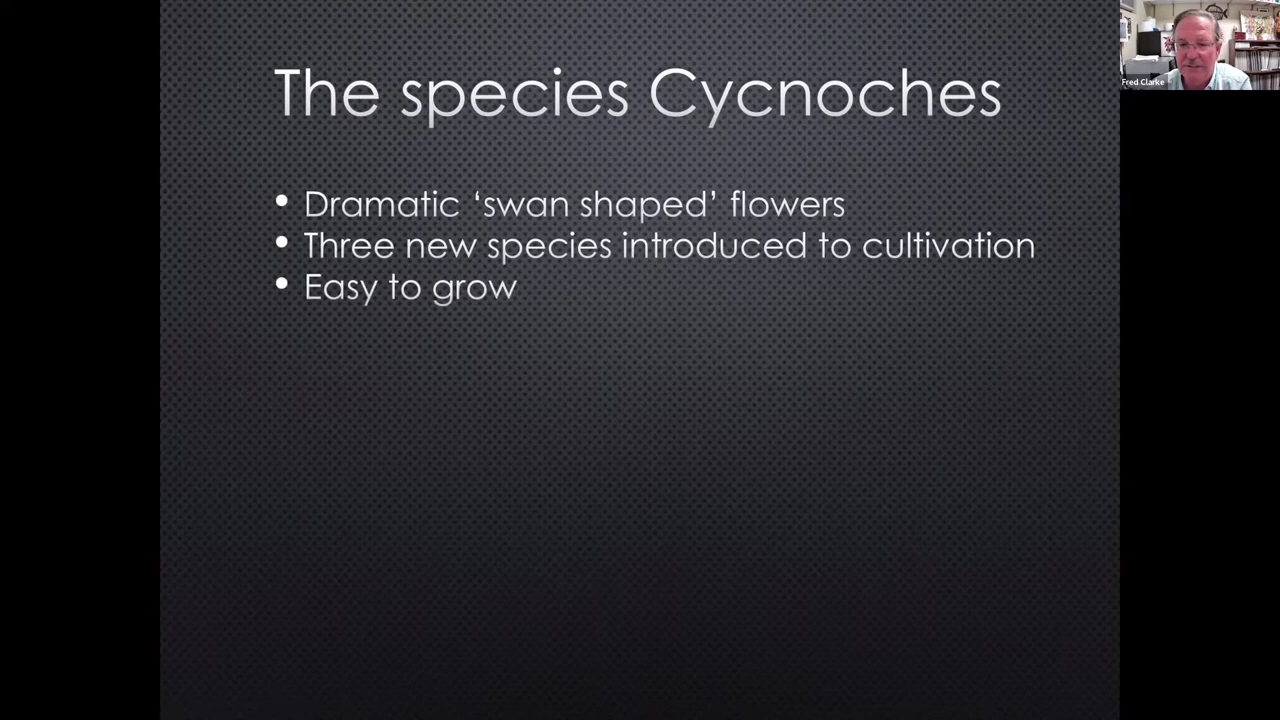 The species Cycnoches
• Dramatic ‘swan shaped’ flowers
• Three new species introduced to cultivation
• Easy to grow
Fred Clarke